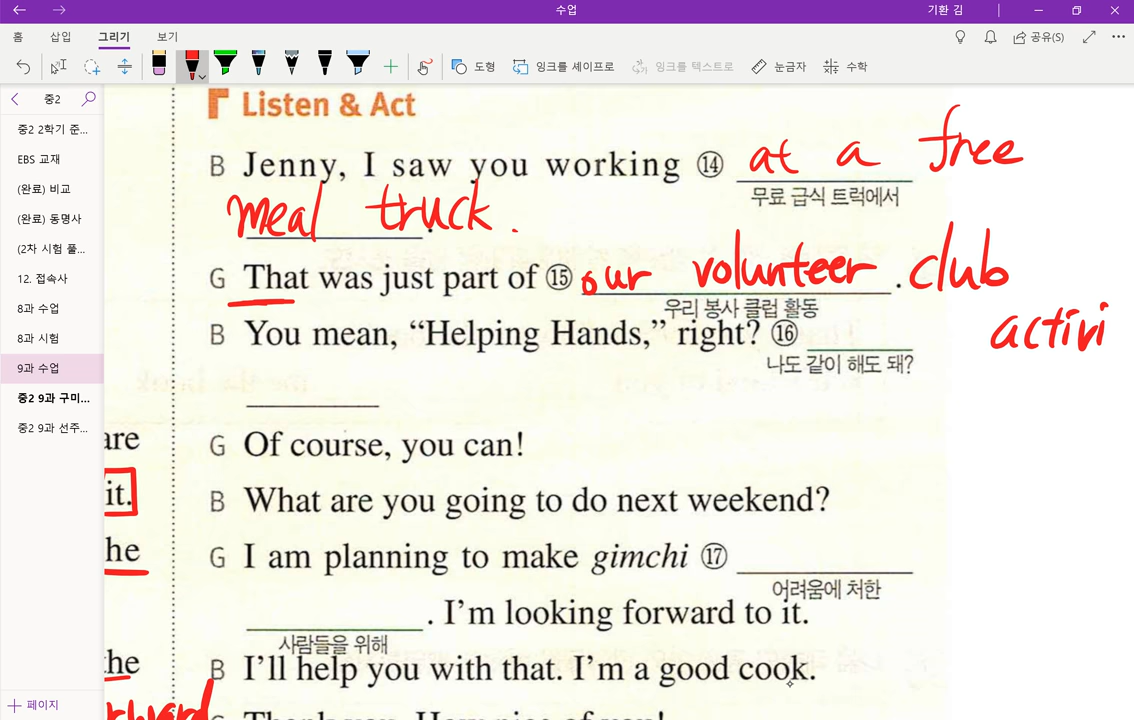 수업
기환 김
홈 삽입 그리기 보기
공유(S)
도형 잉크를 셰이프로 잉크를 텍스트로 눈금자 수학
중2
중2 2학기 준...
EBS 교재
(완료) 비교
(완료) 동명사
(2차 시험 풀...
12. 접속사
8과 수업
8과 시험
9과 수업
중2 9과 구미...
중2 9과 선주...
페이지
are
it.
he
the
Listen & Act
B Jenny, I saw you working ⑭ at a free
무료 급식 트럭에서
meal truck.
G That was just part of ⑮ our volunteer . club
우리 봉사 클럽 활동
activi
B You mean, “Helping Hands,” right? ⑯
나도 같이 해도 돼?
G Of course, you can!
B What are you going to do next weekend?
G I am planning to make gimchi ⑰
어려움에 처한
. I’m looking forward to it.
사람들을 위해
B I’ll help you with that. I’m a good cook.
G Thank you. How nice of you!